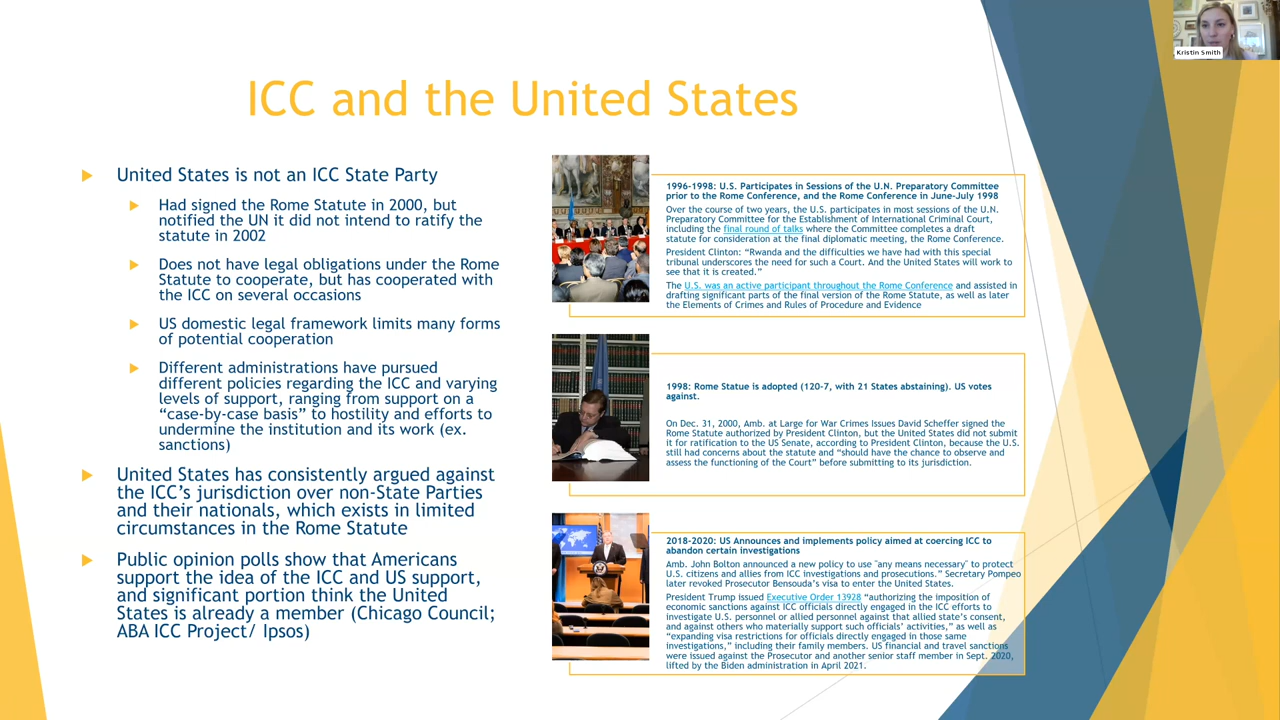 ICC and the United States
United States is not an ICC State Party
Had signed the Rome Statute in 2000, but
notified the UN it did not intend to ratify the
statute in 2002
Does not have legal obligations under the Rome
Statute to cooperate, but has cooperated with
the ICC on several occasions
US domestic legal framework limits many forms
of potential cooperation
Different administrations have pursued
different policies regarding the ICC and varying
levels of support, ranging from support on a
“case-by-case basis” to hostility and efforts to
undermine the institution and its work (ex.
sanctions)
United States has consistently argued against
the ICC’s jurisdiction over non-State Parties
and their nationals, which exists in limited
circumstances in the Rome Statute
Public opinion polls show that Americans
support the idea of the ICC and US support,
and significant portion think the United
States is already a member (Chicago Council;
ABA ICC Project/ Ipsos)
1996-1998: U.S. Participates in Sessions of the U.N. Preparatory Committee
prior to the Rome Conference, and the Rome Conference in June-July 1998
Over the course of two years, the U.S. participates in most sessions of the U.N.
Preparatory Committee for the Establishment of International Criminal Court,
including the final round of talks where the Committee completes a draft
statute for consideration at the final diplomatic meeting, the Rome Conference.
President Clinton: “Rwanda and the difficulties we have had with this special
tribunal underscores the need for such a Court. And the United States will work to
see that it is created.”
The U.S. was an active participant throughout the Rome Conference and assisted in
drafting significant parts of the final version of the Rome Statute, as well as later
the Elements of Crimes and Rules of Procedure and Evidence
1998: Rome Statue is adopted (120-7, with 21 States abstaining). US votes
against.
On Dec. 31, 2000, Amb. at Large for War Crimes Issues David Scheffer signed the
Rome Statute authorized by President Clinton, but the United States did not submit
it for ratification to the US Senate, according to President Clinton, because the U.S.
still had concerns about the statute and “should have the chance to observe and
assess the functioning of the Court” before submitting to its jurisdiction.
2018-2020: US Announces and implements policy aimed at coercing ICC to
abandon certain investigations
Amb. John Bolton announced a new policy to use "any means necessary" to protect
U.S. citizens and allies from ICC investigations and prosecutions.” Secretary Pompeo
later revoked Prosecutor Bensouda’s visa to enter the United States.
President Trump issued Executive Order 13928 “authorizing the imposition of
economic sanctions against ICC officials directly engaged in the ICC efforts to
investigate U.S. personnel or allied personnel against that allied state’s consent,
and against others who materially support such officials’ activities,” as well as
“expanding visa restrictions for officials directly engaged in those same
investigations,” including their family members. US financial and travel sanctions
were issued against the Prosecutor and another senior staff member in Sept. 2020,
lifted by the Biden administration in April 2021.
Kristin Smith